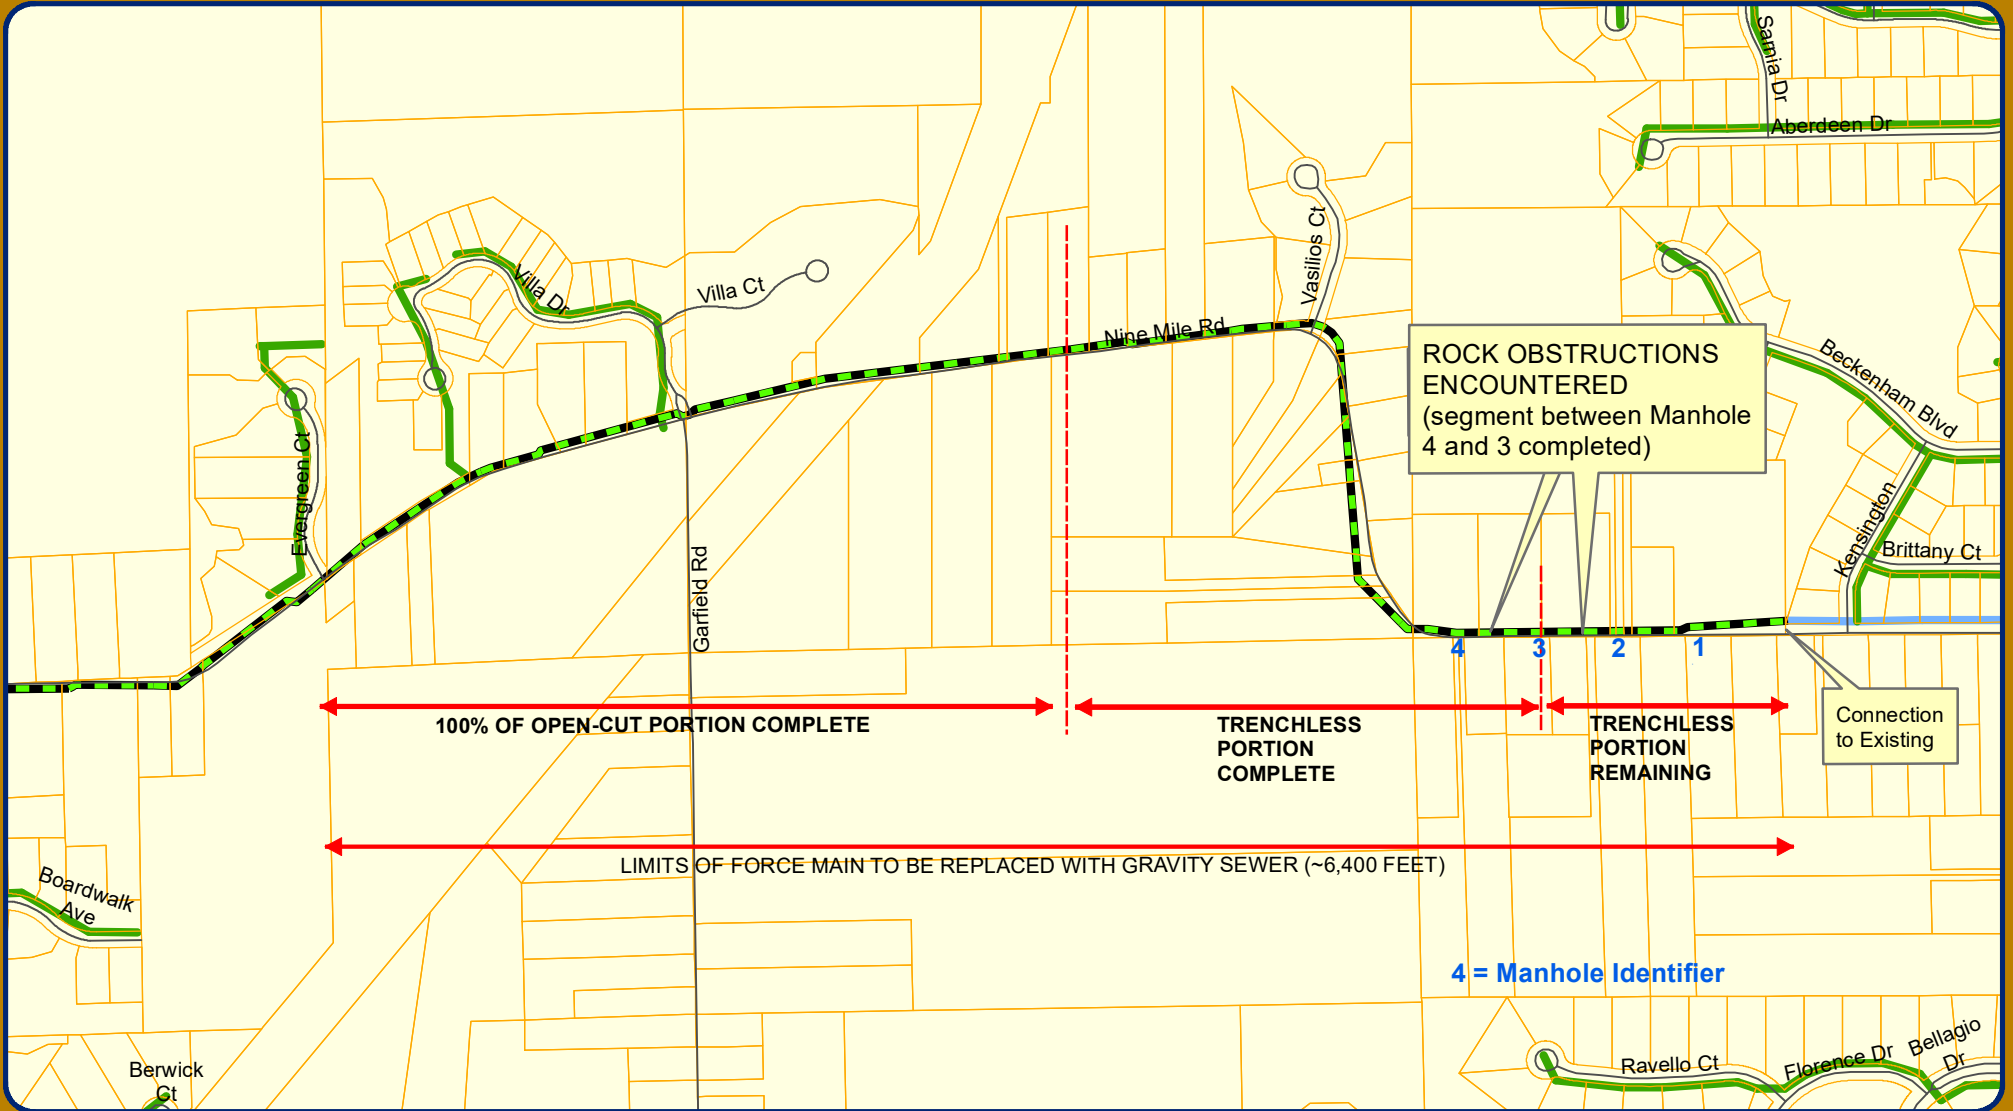 Samia Dr
Aberdeen Dr
Vasilios Ct
Villa Dr
Villa Ct
Nine Mile Rd
ROCK OBSTRUCTIONS
ENCOUNTERED
(segment between Manhole
4 and 3 completed)
Beckenham Blvd
Evergreen Ct
Kensington
Brittany Ct
Garfield Rd
4
3
2
1
100% OF OPEN-CUT PORTION COMPLETE
TRENCHLESS
PORTION
COMPLETE
TRENCHLESS
PORTION
REMAINING
Connection
to Existing
LIMITS OF FORCE MAIN TO BE REPLACED WITH GRAVITY SEWER (~6,400 FEET)
Boardwalk
Ave
4 = Manhole Identifier
Berwick
Ct
Ravello Ct
Florence Dr
Bellagio
Dr